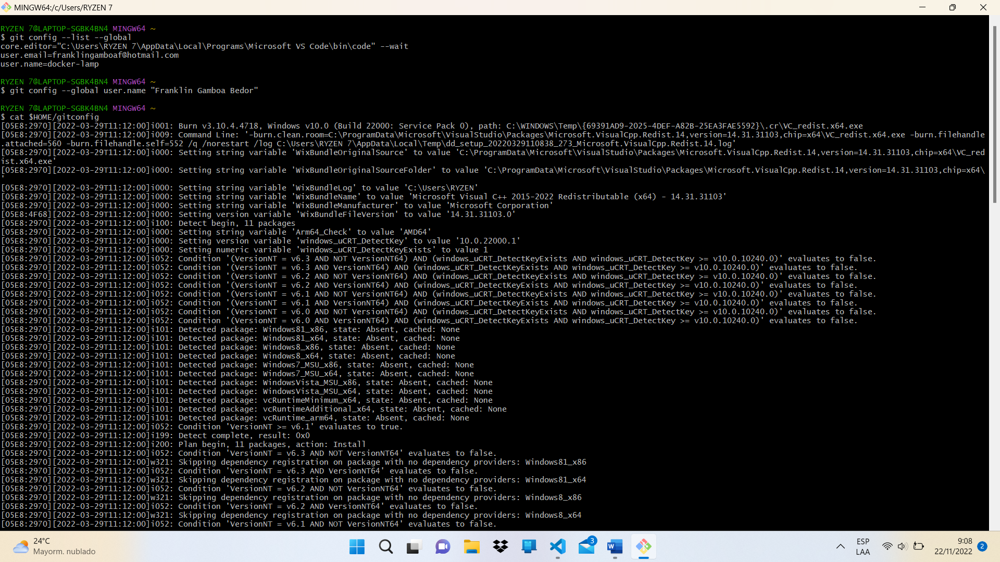 MINGW64:/c/Users/RYZEN 7
RYZEN 7@LAPTOP-SGBK4BN4 MINGW64 ~
$ git config --list --global
core.editor="C:\Users\RYZEN 7\AppData\Local\Programs\Microsoft VS Code\bin\code" --wait
user.email=franklingamboaf@hotmail.com
user.name=docker-lamp
RYZEN 7@LAPTOP-SGBK4BN4 MINGW64 ~
$ git config --global user.name "Franklin Gamboa Bedor"
RYZEN 7@LAPTOP-SGBK4BN4 MINGW64 ~
$ cat $HOME/gitconfig
[05E8:2970][2022-03-29T11:12:00]i001: Burn v3.10.4.4718, Windows v10.0 (Build 22000: Service Pack 0), path: C:\WINDOWS\Temp\{69391AD9-2025-4DEF-A82B-25EA3FAE5592}\.cr\VC_redist.x64.exe
[05E8:2970][2022-03-29T11:12:00]i009: Command Line: '-burn.clean.room=C:\ProgramData\Microsoft\VisualStudio\Packages\Microsoft.VisualCpp.Redist.14,version=14.31.31103,chip=x64\VC_redist.x64.exe -burn.filehandle
.attached=560 -burn.filehandle.self=552 /q /norestart /log C:\Users\RYZEN 7\AppData\Local\Temp\dd_setup_20220329110838_273_Microsoft.VisualCpp.Redist.14.log'
[05E8:2970][2022-03-29T11:12:00]i000: Setting string variable 'WixBundleOriginalSource' to value 'C:\ProgramData\Microsoft\VisualStudio\Packages\Microsoft.VisualCpp.Redist.14,version=14.31.31103,chip=x64\VC_red
ist.x64.exe'
[05E8:2970][2022-03-29T11:12:00]i000: Setting string variable 'WixBundleOriginalSourceFolder' to value 'C:\ProgramData\Microsoft\VisualStudio\Packages\Microsoft.VisualCpp.Redist.14,version=14.31.31103,chip=x64\
'
[05E8:2970][2022-03-29T11:12:00]i000: Setting string variable 'WixBundleLog' to value 'C:\Users\RYZEN'
[05E8:2970][2022-03-29T11:12:00]i000: Setting string variable 'WixBundleName' to value 'Microsoft Visual C++ 2015-2022 Redistributable (x64) - 14.31.31103'
[05E8:2970][2022-03-29T11:12:00]i000: Setting string variable 'WixBundleManufacturer' to value 'Microsoft Corporation'
[05E8:4F68][2022-03-29T11:12:00]i000: Setting version variable 'WixBundleFileVersion' to value '14.31.31103.0'
[05E8:2970][2022-03-29T11:12:00]i100: Detect begin, 11 packages
[05E8:2970][2022-03-29T11:12:00]i000: Setting string variable 'Arm64_Check' to value 'AMD64'
[05E8:2970][2022-03-29T11:12:00]i000: Setting version variable 'windows_uCRT_DetectKey' to value '10.0.22000.1'
[05E8:2970][2022-03-29T11:12:00]i000: Setting numeric variable 'windows_uCRT_DetectKeyExists' to value 1
[05E8:2970][2022-03-29T11:12:00]i052: Condition '(VersionNT = v6.3 AND NOT VersionNT64) AND (windows_uCRT_DetectKeyExists AND windows_uCRT_DetectKey >= v10.0.10240.0)' evaluates to false.
[05E8:2970][2022-03-29T11:12:00]i052: Condition '(VersionNT = v6.3 AND VersionNT64) AND (windows_uCRT_DetectKeyExists AND windows_uCRT_DetectKey >= v10.0.10240.0)' evaluates to false.
[05E8:2970][2022-03-29T11:12:00]i052: Condition '(VersionNT = v6.2 AND NOT VersionNT64) AND (windows_uCRT_DetectKeyExists AND windows_uCRT_DetectKey >= v10.0.10240.0)' evaluates to false.
[05E8:2970][2022-03-29T11:12:00]i052: Condition '(VersionNT = v6.2 AND VersionNT64) AND (windows_uCRT_DetectKeyExists AND windows_uCRT_DetectKey >= v10.0.10240.0)' evaluates to false.
[05E8:2970][2022-03-29T11:12:00]i052: Condition '(VersionNT = v6.1 AND NOT VersionNT64) AND (windows_uCRT_DetectKeyExists AND windows_uCRT_DetectKey >= v10.0.10240.0)' evaluates to false.
[05E8:2970][2022-03-29T11:12:00]i052: Condition '(VersionNT = v6.1 AND VersionNT64) AND (windows_uCRT_DetectKeyExists AND windows_uCRT_DetectKey >= v10.0.10240.0)' evaluates to false.
[05E8:2970][2022-03-29T11:12:00]i052: Condition '(VersionNT = v6.0 AND NOT VersionNT64) AND (windows_uCRT_DetectKeyExists AND windows_uCRT_DetectKey >= v10.0.10240.0)' evaluates to false.
[05E8:2970][2022-03-29T11:12:00]i052: Condition '(VersionNT = v6.0 AND VersionNT64) AND (windows_uCRT_DetectKeyExists AND windows_uCRT_DetectKey >= v10.0.10240.0)' evaluates to false.
[05E8:2970][2022-03-29T11:12:00]i101: Detected package: Windows81_x86, state: Absent, cached: None
[05E8:2970][2022-03-29T11:12:00]i101: Detected package: Windows81_x64, state: Absent, cached: None
[05E8:2970][2022-03-29T11:12:00]i101: Detected package: Windows8_x86, state: Absent, cached: None
[05E8:2970][2022-03-29T11:12:00]i101: Detected package: Windows8_x64, state: Absent, cached: None
[05E8:2970][2022-03-29T11:12:00]i101: Detected package: Windows7_MSU_x86, state: Absent, cached: None
[05E8:2970][2022-03-29T11:12:00]i101: Detected package: Windows7_MSU_x64, state: Absent, cached: None
[05E8:2970][2022-03-29T11:12:00]i101: Detected package: WindowsVista_MSU_x86, state: Absent, cached: None
[05E8:2970][2022-03-29T11:12:00]i101: Detected package: WindowsVista_MSU_x64, state: Absent, cached: None
[05E8:2970][2022-03-29T11:12:00]i101: Detected package: vcRuntimeMinimum_x64, state: Absent, cached: None
[05E8:2970][2022-03-29T11:12:00]i101: Detected package: vcRuntimeAdditional_x64, state: Absent, cached: None
[05E8:2970][2022-03-29T11:12:00]i101: Detected package: vcRuntime_arm64, state: Absent, cached: None
[05E8:2970][2022-03-29T11:12:00]i052: Condition 'VersionNT >= v6.1' evaluates to true.
[05E8:2970][2022-03-29T11:12:00]i199: Detect complete, result: 0x0
[05E8:2970][2022-03-29T11:12:00]i200: Plan begin, 11 packages, action: Install
[05E8:2970][2022-03-29T11:12:00]i052: Condition 'VersionNT = v6.3 AND NOT VersionNT64' evaluates to false.
[05E8:2970][2022-03-29T11:12:00]w321: Skipping dependency registration on package with no dependency providers: Windows81_x86
[05E8:2970][2022-03-29T11:12:00]i052: Condition 'VersionNT = v6.3 AND VersionNT64' evaluates to false.
[05E8:2970][2022-03-29T11:12:00]w321: Skipping dependency registration on package with no dependency providers: Windows81_x64
[05E8:2970][2022-03-29T11:12:00]i052: Condition 'VersionNT = v6.2 AND NOT VersionNT64' evaluates to false.
[05E8:2970][2022-03-29T11:12:00]w321: Skipping dependency registration on package with no dependency providers: Windows8_x86
[05E8:2970][2022-03-29T11:12:00]i052: Condition 'VersionNT = v6.2 AND VersionNT64' evaluates to false.
[05E8:2970][2022-03-29T11:12:00]w321: Skipping dependency registration on package with no dependency providers: Windows8_x64
[05E8:2970][2022-03-29T11:12:00]i052: Condition 'VersionNT = v6.1 AND NOT VersionNT64' evaluates to false.
24°C
Mayorm. nublado
3
W
ESP
LAA
9:08
22/11/2022
2